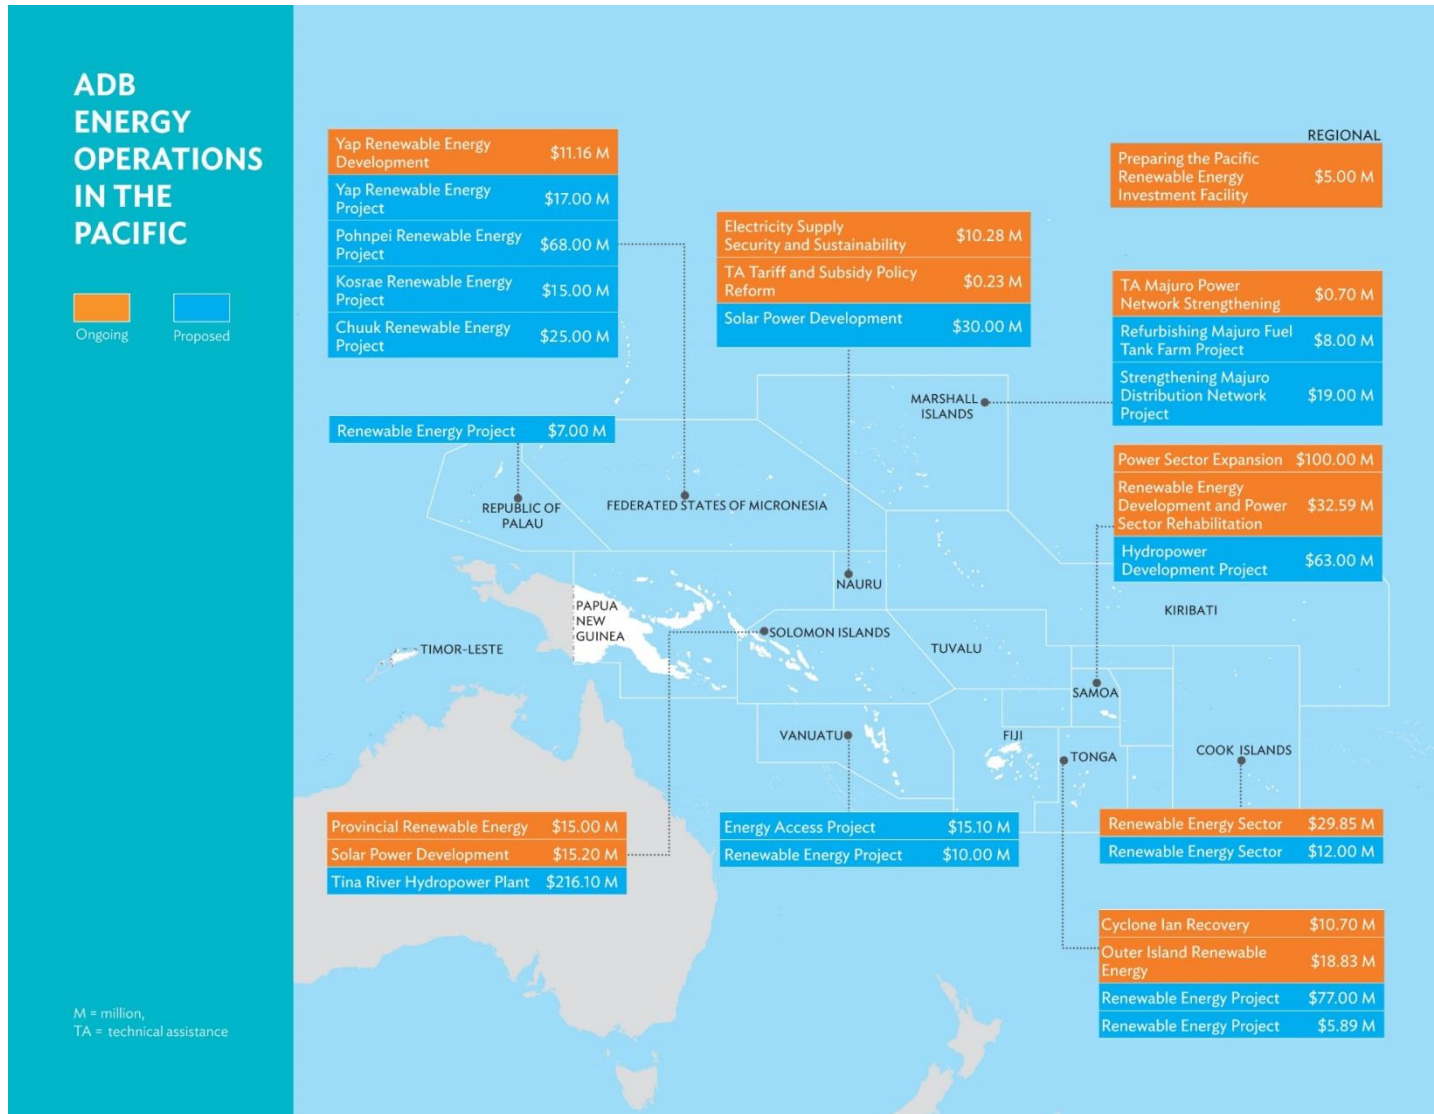 ADB
ENERGY
OPERATIONS
IN THE
PACIFIC
Ongoing
Proposed
M = million,
TA = technical assistance
Yap Renewable Energy
Development
$11.16 M
Yap Renewable Energy
Project
$17.00 M
Pohnpei Renewable Energy
Project
$68.00 M
Kosrae Renewable Energy
Project
$15.00 M
Chuuk Renewable Energy
Project
$25.00 M
Electricity Supply
Security and Sustainability
$10.28 M
TA Tariff and Subsidy Policy
Reform
$0.23 M
Solar Power Development
$30.00 M
REGIONAL
Preparing the Pacific
Renewable Energy
Investment Facility
$5.00 M
TA Majuro Power
Network Strengthening
$0.70 M
Refurbishing Majuro Fuel
Tank Farm Project
$8.00 M
Strengthening Majuro
Distribution Network
Project
$19.00 M
Renewable Energy Project $7.00 M
Power Sector Expansion $100.00 M
Renewable Energy
Development and Power
Sector Rehabilitation
$32.59 M
Hydropower
Development Project
$63.00 M
MARSHALL
ISLANDS
REPUBLIC OF
PALAU
FEDERATED STATES OF MICRONESIA
NAURU
PAPUA
NEW
GUINEA
KIRIBATI
SOLOMON ISLANDS
TIMOR-LESTE
TUVALU
SAMOA
VANUATU
FIJI
TONGA
COOK ISLANDS
Provincial Renewable Energy $15.00 M
Solar Power Development $15.20 M
Tina River Hydropower Plant $216.10 M
Energy Access Project $15.10 M
Renewable Energy Project $10.00 M
Renewable Energy Sector $29.85 M
Renewable Energy Sector $12.00 M
Cyclone Ian Recovery $10.70 M
Outer Island Renewable
Energy
$18.83 M
Renewable Energy Project $77.00 M
Renewable Energy Project $5.89 M